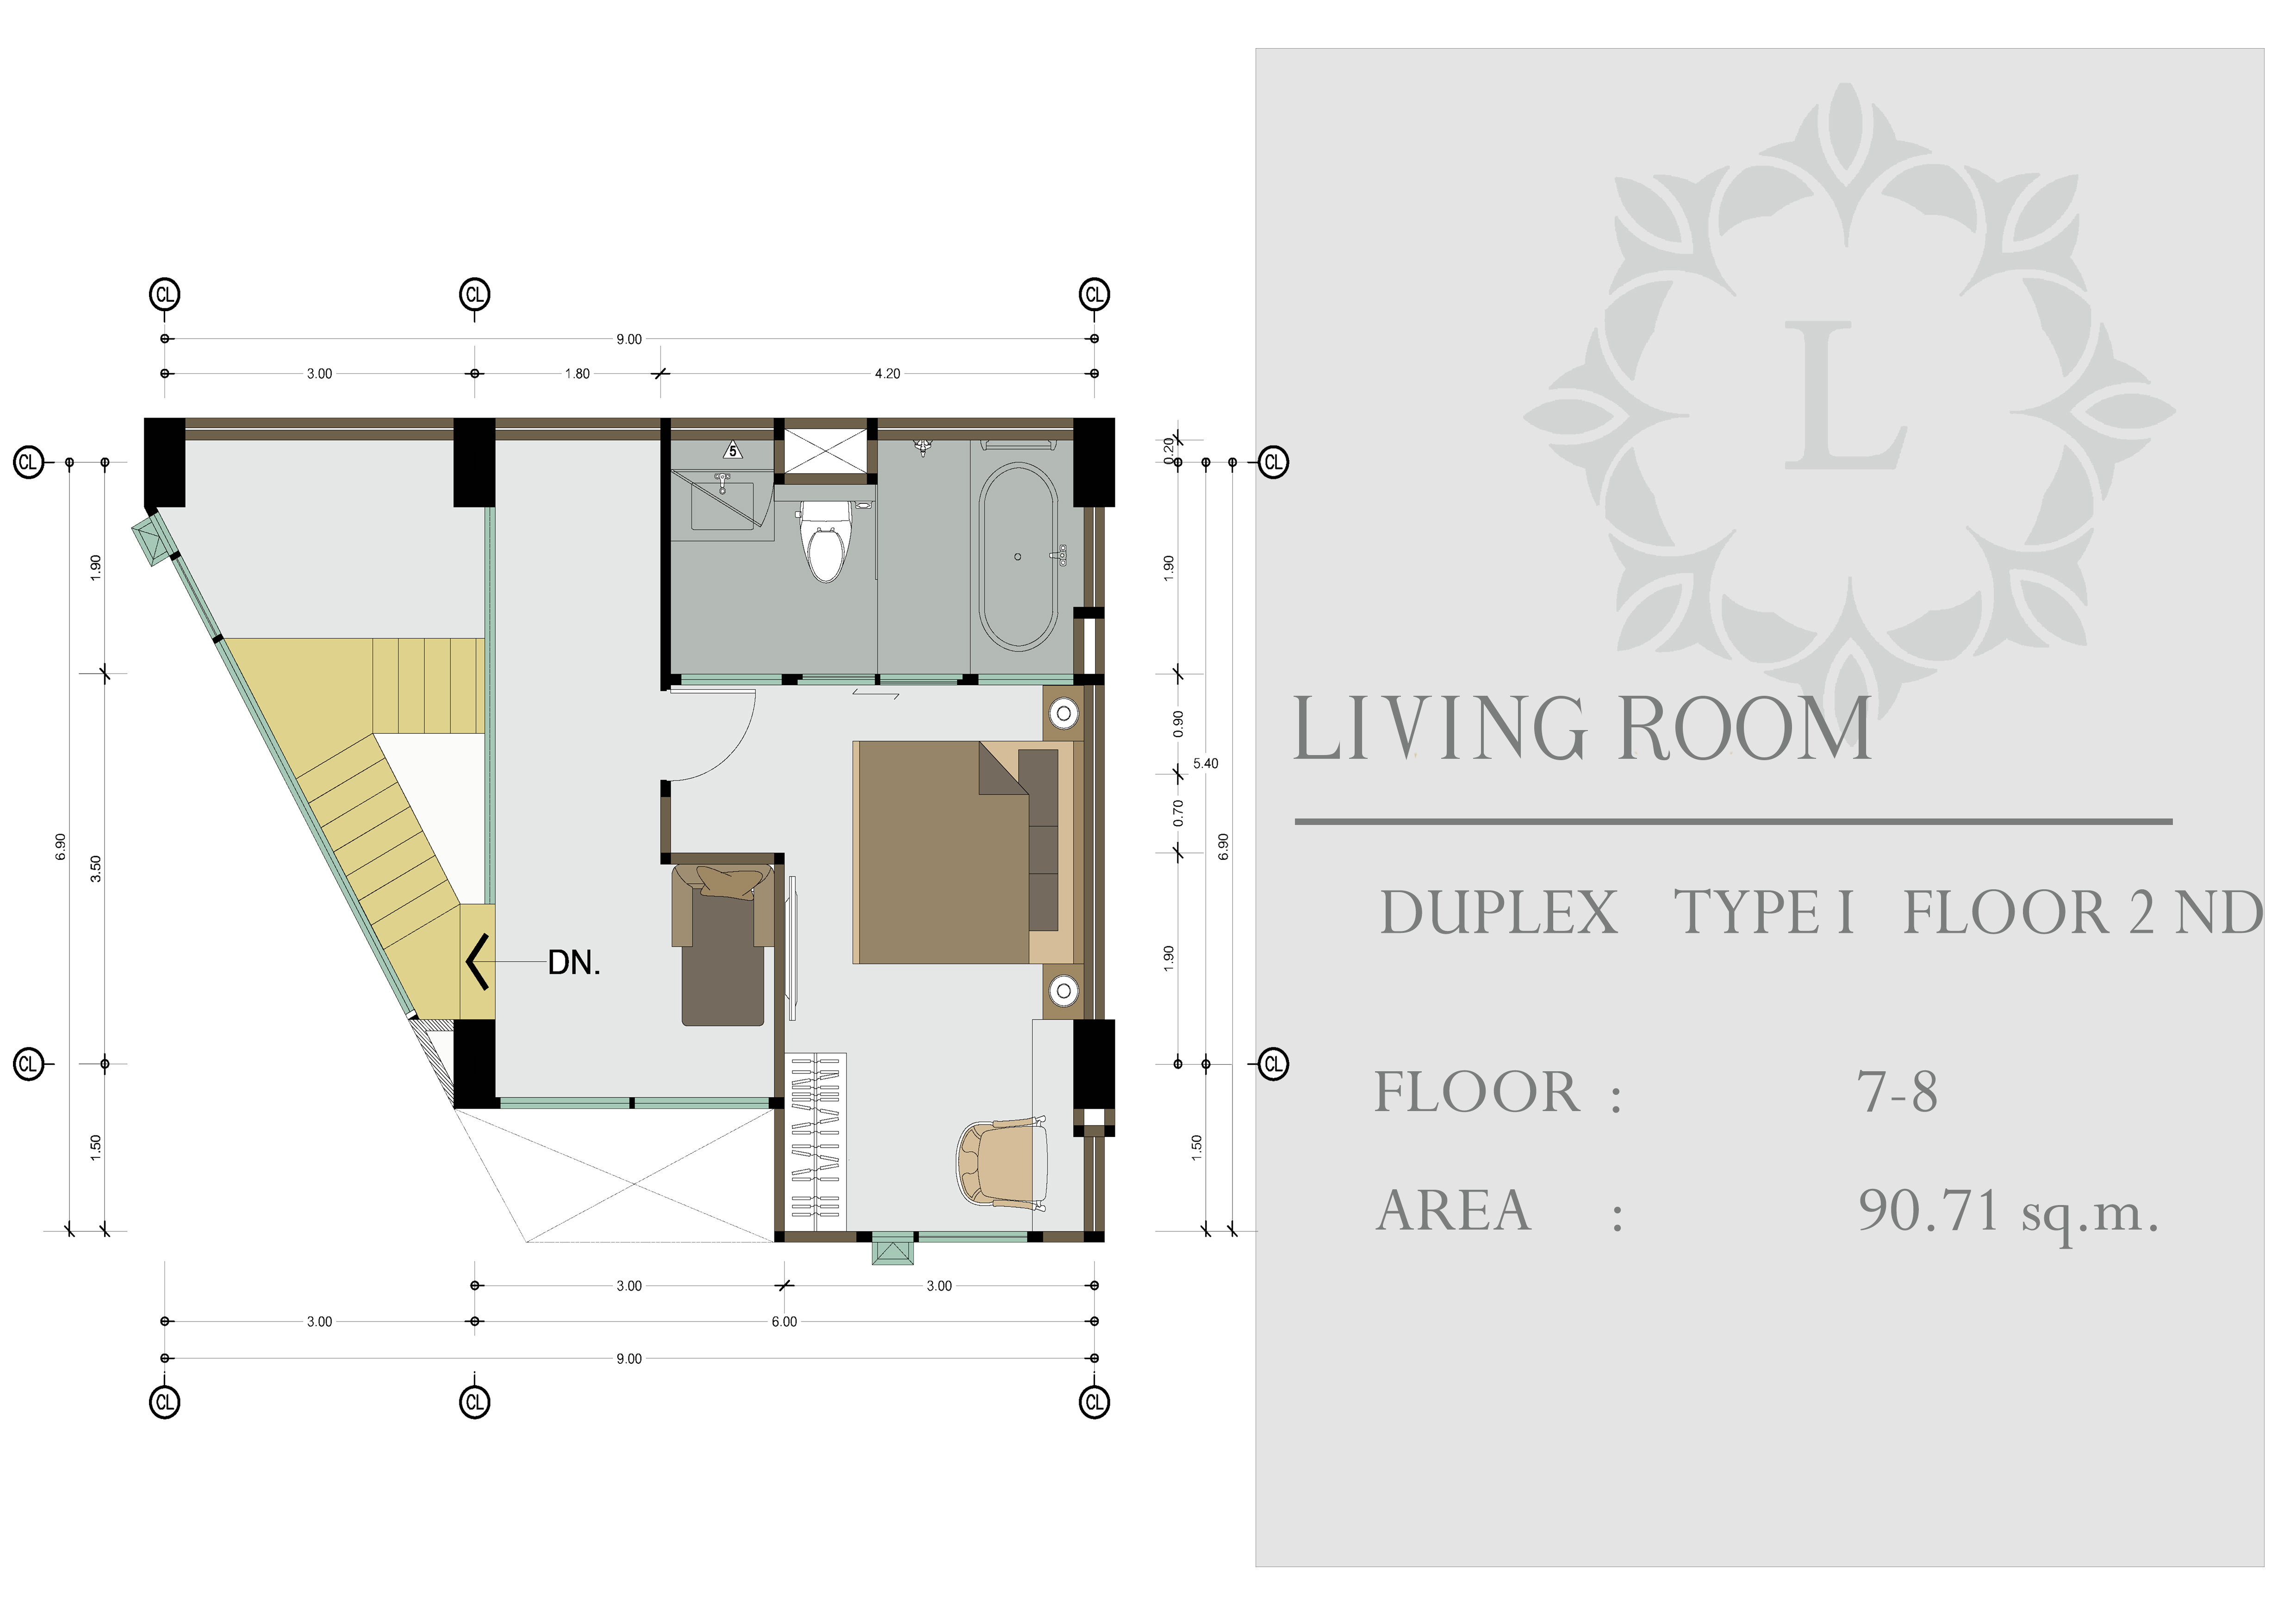 CL CL CL
9.00
3.00 1.80 4.20
CL
CL
5
0.20
1.90
1.90
0.90
5.40
0.70
6.90
6.90
3.50
1.90
DN.
CL
CL
1.50
1.50
3.00 3.00
3.00 6.00
9.00
CL CL CL
L
LIVING ROOM
DUPLEX TYPE I FLOOR 2 ND
FLOOR : 7-8
AREA : 90.71 sq.m.